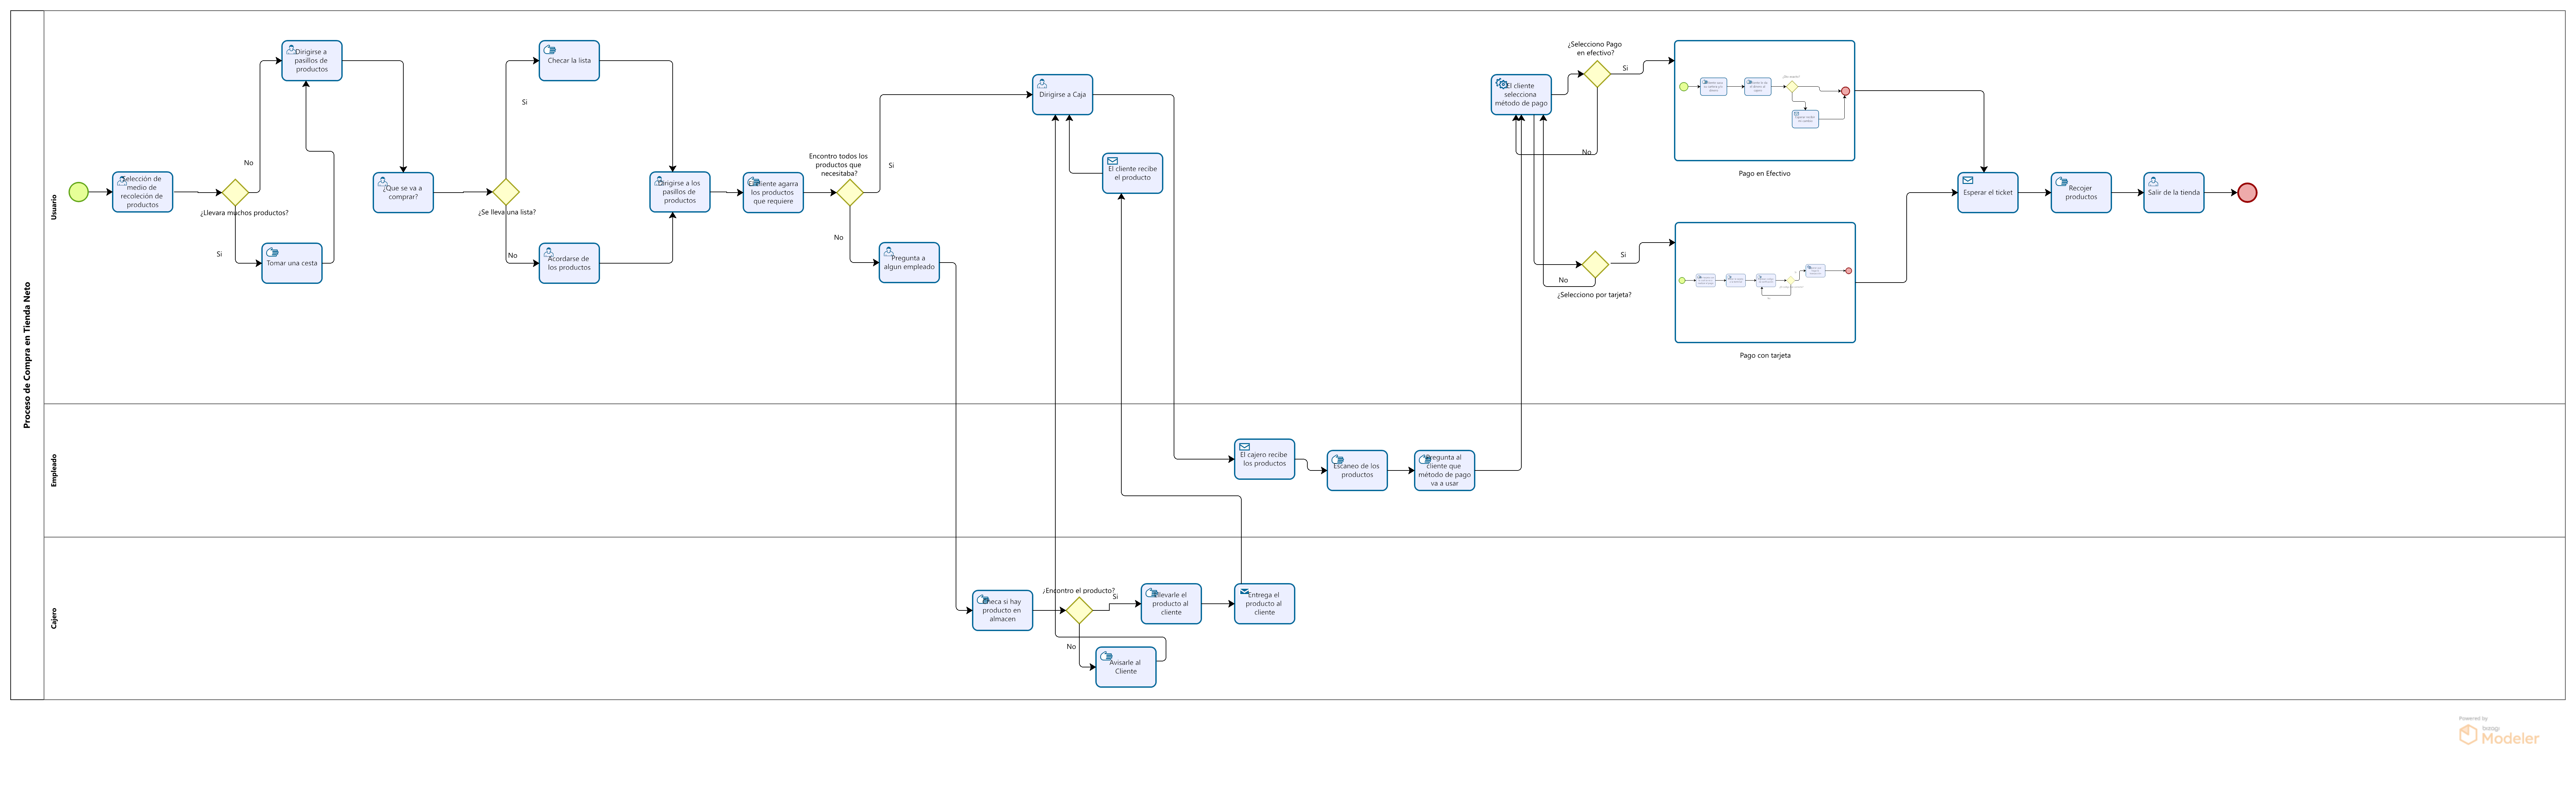 Proceso de Compra en Tienda Neto
Usuario
Selección de
medio de
recoleción de
productos
¿Llevara muchos productos?
No
Si
Dirigirse a
pasillos de
productos
Tomar una cesta
¿Que se va a
comprar?
¿Se lleva una lista?
Si
No
Checar la lista
Acordarse de
los productos
Dirigirse a los
pasillos de
productos
El cliente agarra
los productos
que requiere
Encontro todos los
productos que
necesitaba?
Si
No
Pregunta a
algun empleado
Dirigirse a Caja
El cliente recibe
el producto
El cliente
selecciona
método de pago
¿Selecciono Pago
en efectivo?
Si
No
Pago en Efectivo
¿Selecciono por tarjeta?
Si
No
Pago con tarjeta
Esperar el ticket
Recojer
productos
Salir de la tienda
Empleado
El cajero recibe
los productos
Escaneo de los
productos
Pregunta al
cliente que
método de pago
va a usar
Cajero
Checa si hay
producto en
almacen
¿Encontro el producto?
Si
No
Llevarle el
producto al
cliente
Entrega el
producto al
cliente
Avisarle al
Cliente
Powered by
bizagi
Modeler